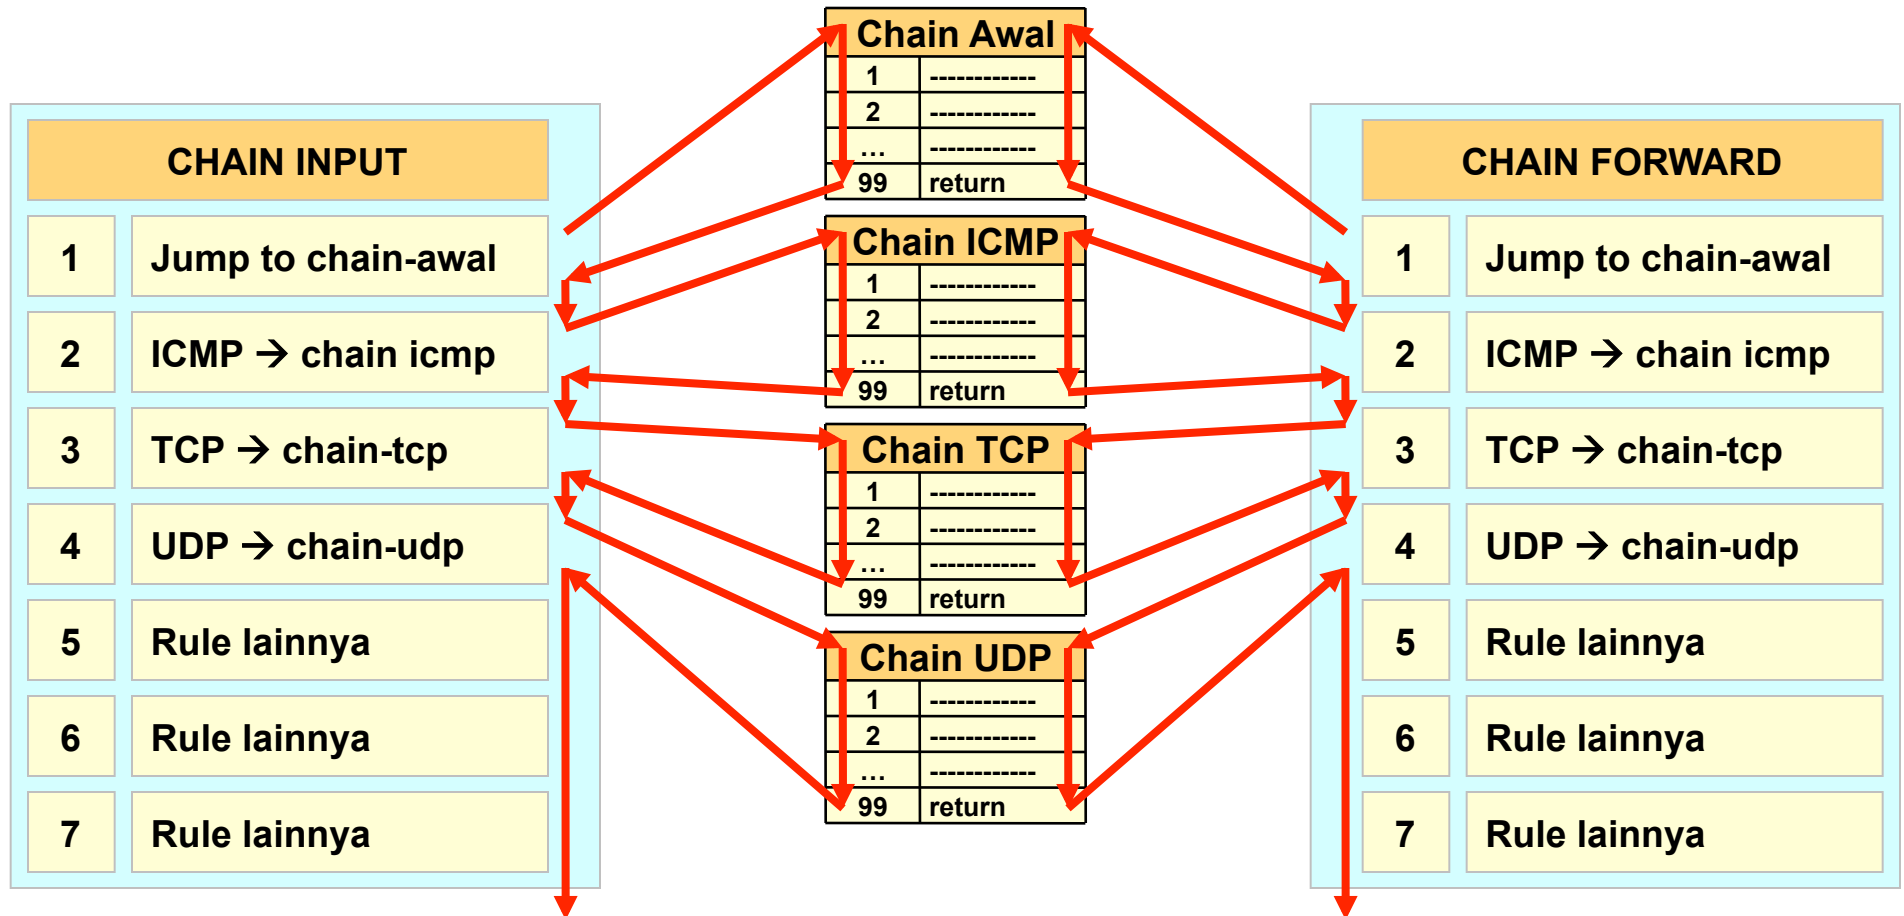 CHAIN INPUT
1 Jump to chain-awal
2 ICMP → chain icmp
3 TCP → chain-tcp
4 UDP → chain-udp
5 Rule lainnya
6 Rule lainnya
7 Rule lainnya
Chain Awal
1 ------------
2 ------------
... ------------
99 return
Chain ICMP
1 ------------
2 ------------
... ------------
99 return
Chain TCP
1 ------------
2 ------------
... ------------
99 return
Chain UDP
1 ------------
2 ------------
... ------------
99 return
CHAIN FORWARD
1 Jump to chain-awal
2 ICMP → chain icmp
3 TCP → chain-tcp
4 UDP → chain-udp
5 Rule lainnya
6 Rule lainnya
7 Rule lainnya